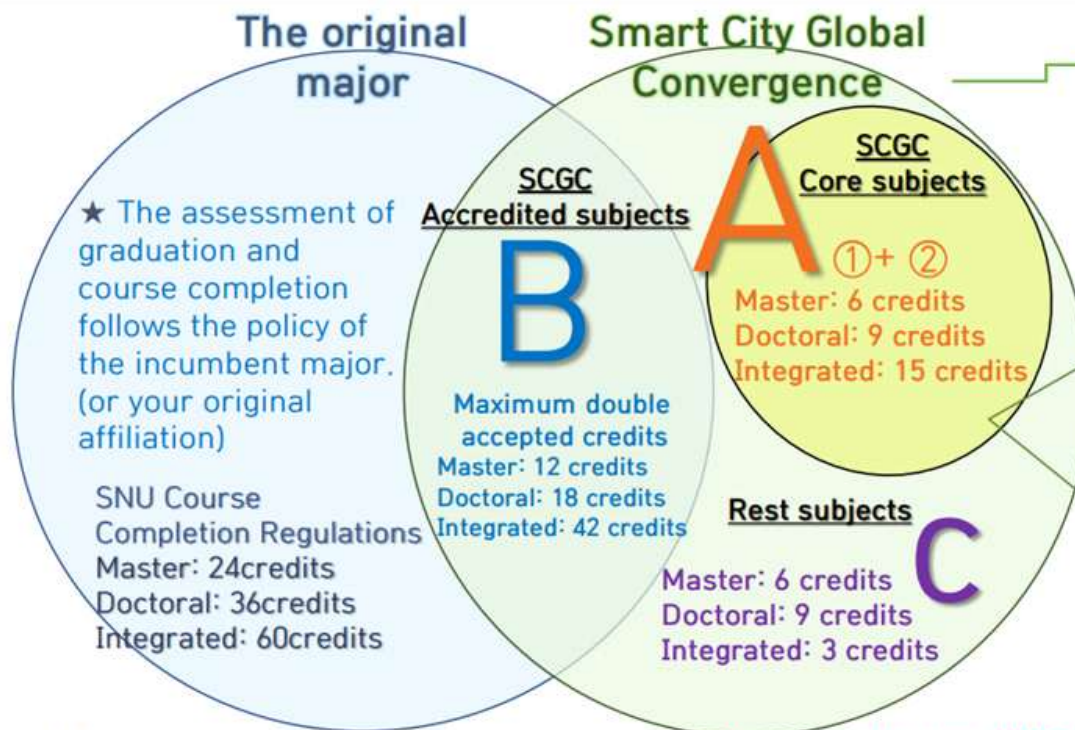 The original
major
Smart City Global
Convergence
★ The assessment of
graduation and
course completion
follows the policy of
the incumbent major.
(or your original
affiliation)
SNU Course
Completion Regulations
Master: 24credits
Doctoral: 36credits
Integrated: 60credits
SCGC
Accredited subjects
B
Maximum double
accepted credits
Master: 12 credits
Doctoral: 18 credits
Integrated: 42 credits
A
SCGC
Core subjects
①+ ②
Master: 6 credits
Doctoral: 9 credits
Integrated: 15 credits
Rest subjects
C
Master: 6 credits
Doctoral: 9 credits
Integrated: 3 credits